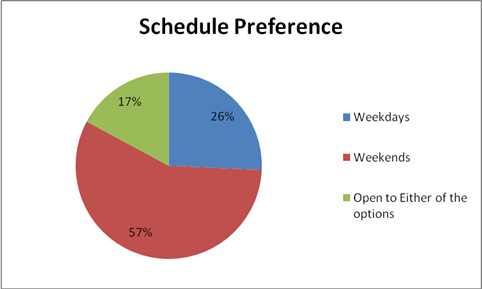 Schedule Preference
17%
26%
57%
Weekdays
Weekends
Open to Either of the
options